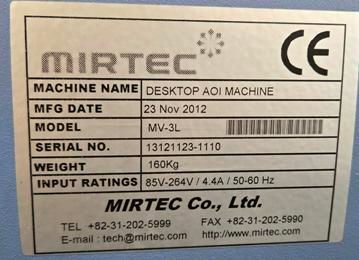 MIRTEC
CE
MACHINE NAME DESKTOP AOI MACHINE
MFG DATE 23 Nov 2012
MODEL MV-3L
SERIAL NO. 13121123-1110
WEIGHT 160Kg
INPUT RATINGS 85V-264V / 4.4A / 50-60 Hz
MIRTEC Co., Ltd.
TEL +82-31-202-5999 FAX +82-31-202-5990
E-mail : tech@mirtec.com http://www.mirtec.com